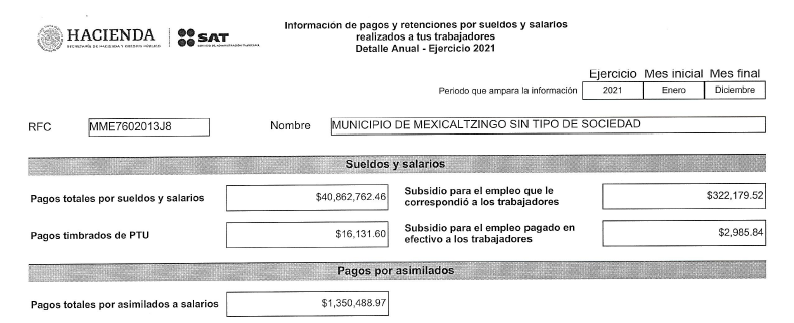 HACIENDA
SECRETARÍA DE HACIENDA Y CRÉDITO PÚBLICO
SAT
SERVICIO DE ADMINISTRACIÓN TRIBUTARIA
Información de pagos y retenciones por sueldos y salarios
realizados a tus trabajadores
Detalle Anual - Ejercicio 2021
Ejercicio Mes inicial Mes final
Periodo que ampara la información 2021 Enero Diciembre
RFC MME7602013J8 Nombre MUNICIPIO DE MEXICALTZINGO SIN TIPO DE SOCIEDAD
Sueldos y salarios
Pagos totales por sueldos y salarios $40,862,762.46 Subsidio para el empleo que le
correspondió a los trabajadores $322,179.52
Pagos timbrados de PTU $16,131.60 Subsidio para el empleo pagado en
efectivo a los trabajadores $2,985.84
Pagos por asimilados
Pagos totales por asimilados a salarios $1,350,488.97